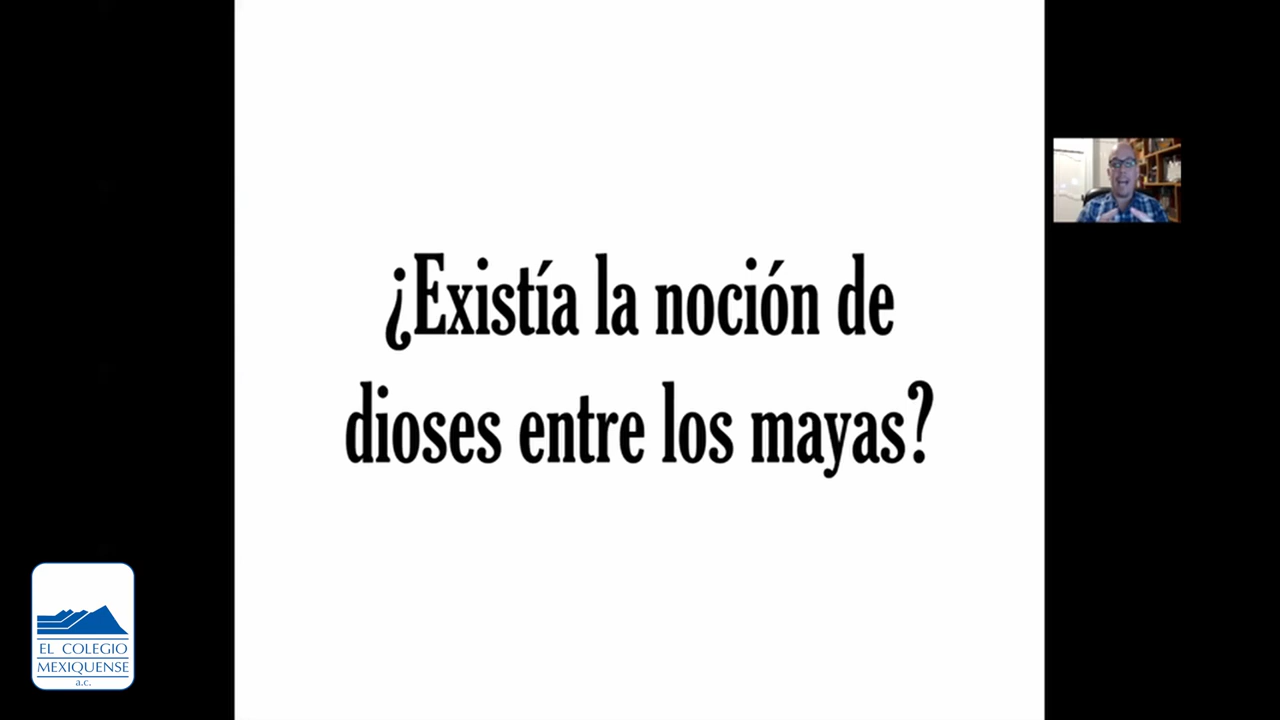 ¿Existía la noción de
dioses entre los mayas?
EL COLEGIO
MEXIQUENSE
a.c.